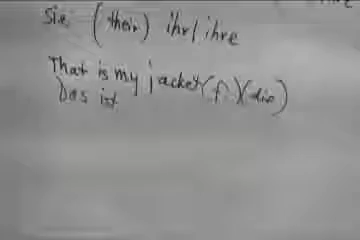 Sie (their) ihr/ihre
That is my jacket (f.) (die)
Das ist